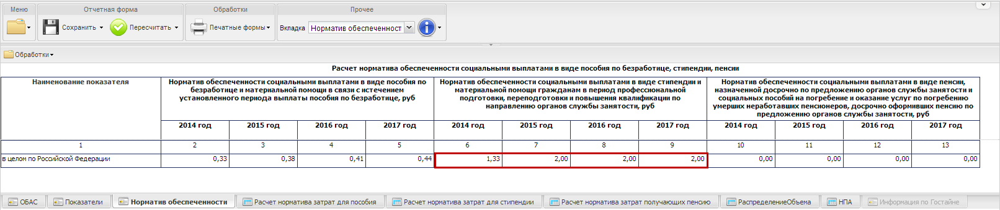 Меню
Отчетная форма
Обработки
Прочее
Сохранить
Пересчитать
Печатные формы
Вкладка
Норматив обеспеченност
Обработки
Расчет норматива обеспеченности социальными выплатами в виде пособия по безработице, стипендии, пенсии
Наименование показателя
Норматив обеспеченности социальными выплатами в виде пособия по
безработице и материальной помощи в связи с истечением
установленного периода выплаты пособия по безработице, руб
Норматив обеспеченности социальными выплатами в виде стипендии и
материальной помощи гражданам в период профессиональной
подготовки, переподготовки и повышения квалификации по
направлению органов службы занятости, руб
Норматив обеспеченности социальными выплатами в виде пенсии,
назначенной досрочно по предложению органов службы занятости и
социальных пособий на погребение и оказание услуг по погребению
умерших неработавших пенсионеров, досрочно оформивших пенсию по
предложению органов службы занятости, руб
2014 год 2015 год 2016 год 2017 год 2014 год 2015 год 2016 год 2017 год 2014 год 2015 год 2016 год 2017 год
1 2 3 4 5 6 7 8 9 10 11 12 13
в целом по Российской Федерации 0,33 0,38 0,41 0,44 1,33 2,00 2,00 2,00 0,00 0,00 0,00 0,00
ОБАС
Показатели
Норматив обеспеченности
Расчет норматива затрат для пособия
Расчет норматива затрат для стипендии
Расчет норматива затрат получающих пенсию
РаспределениеОбъема
НПА
Информация по Гостайне